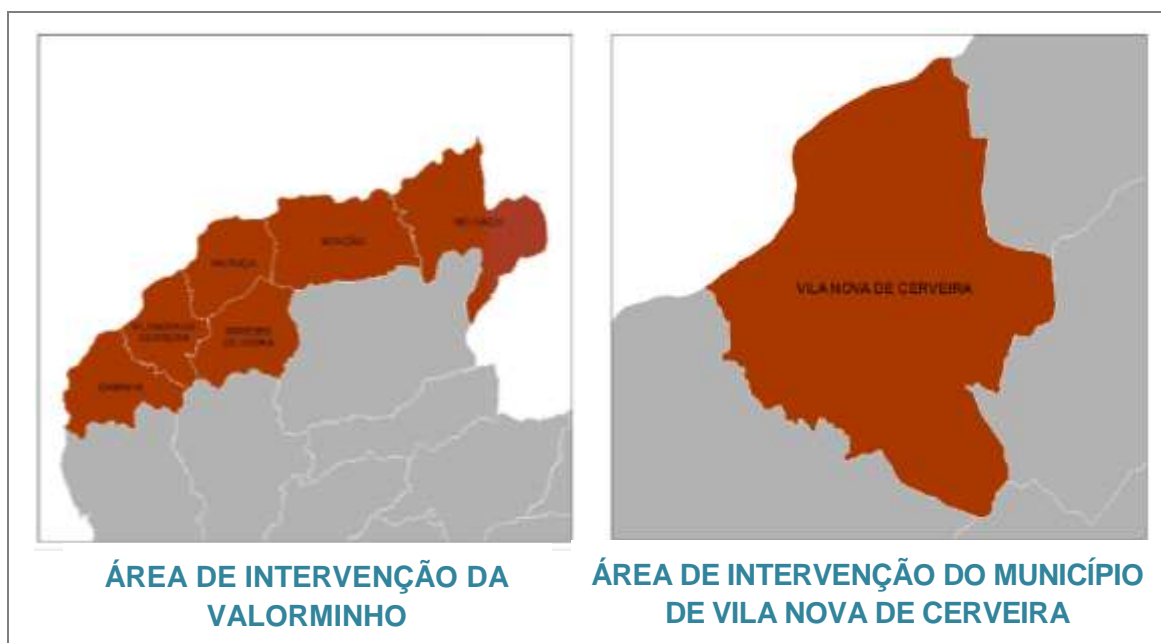 MONÇÃO
VILA NOVA DE CERVEIRA
ÁREA DE INTERVENÇÃO DA
VALORMINHO
ÁREA DE INTERVENÇÃO DO MUNICÍPIO
DE VILA NOVA DE CERVEIRA